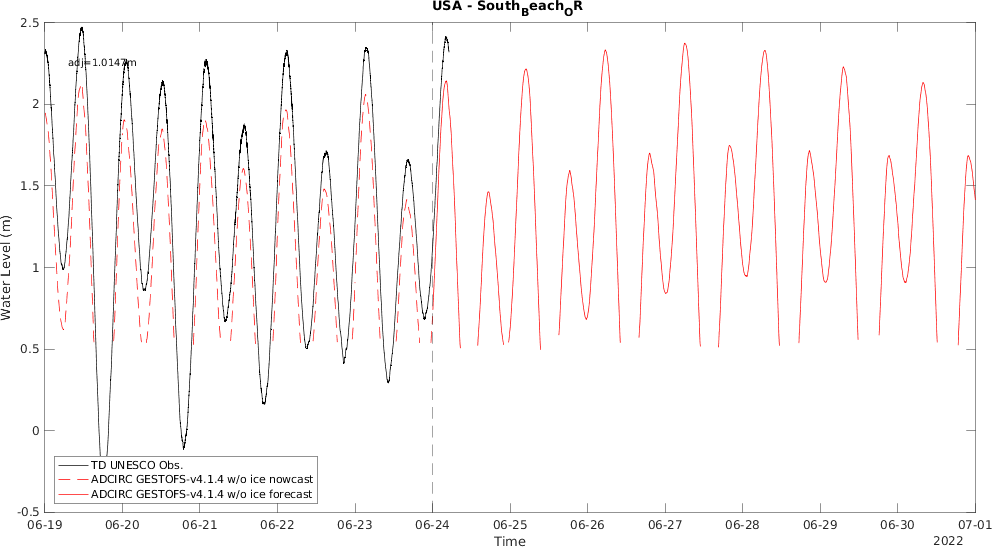 USA - South_Beach_OR
adj=1.0147m
2.5
2
1.5
1
0.5
0
-0.5
Water Level (m)
TD UNESCO Obs.
ADCIRC GESTOFS-v4.1.4 w/o ice nowcast
ADCIRC GESTOFS-v4.1.4 w/o ice forecast
06-19 06-20 06-21 06-22 06-23 06-24 06-25 06-26 06-27 06-28 06-29 06-30 07-01
Time
2022